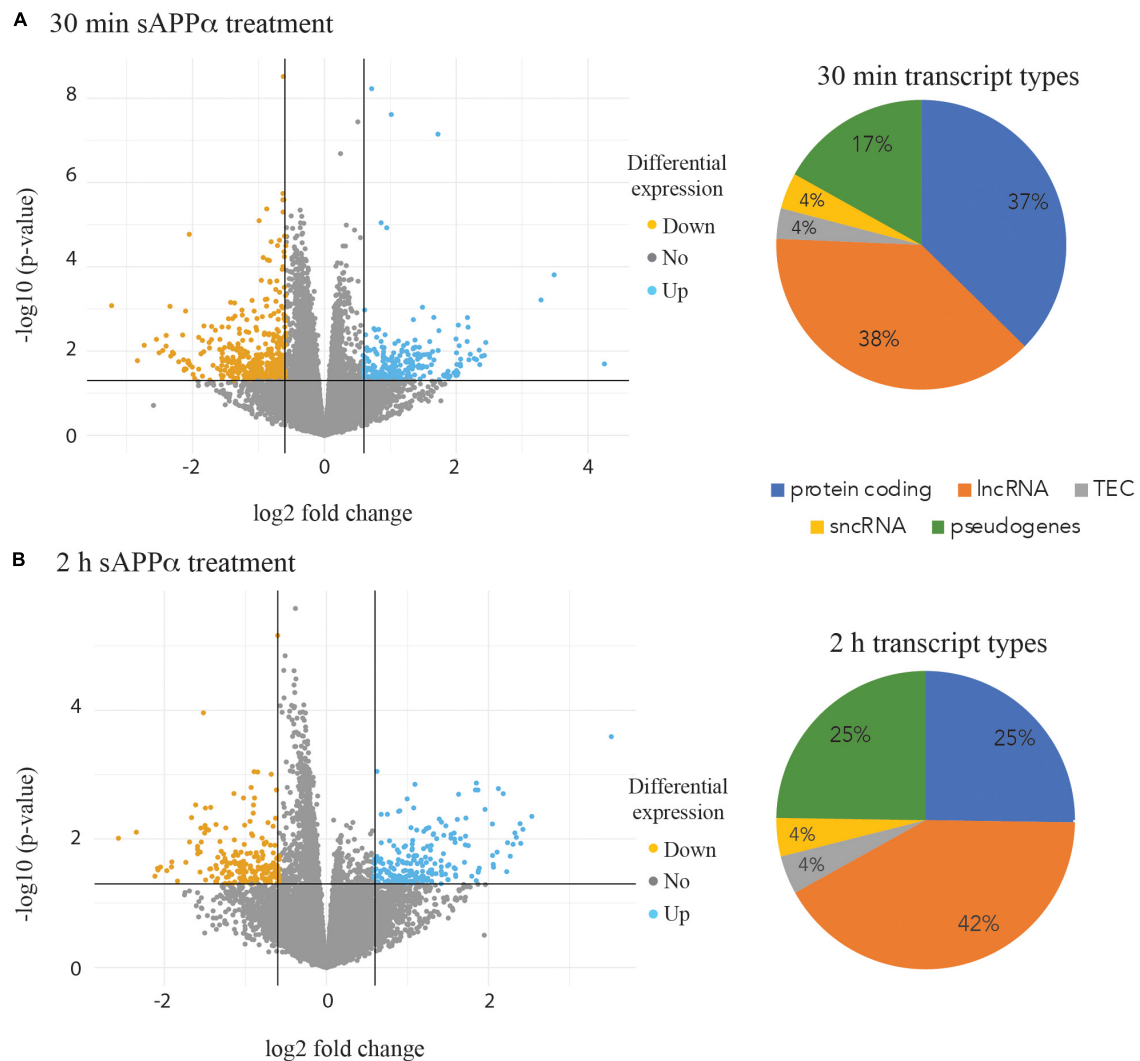 A 30 min sAPPα treatment
-log10 (p-value)
8
6
4
2
0
-2 0 2 4
log2 fold change
Differential
expression
Down
No
Up
30 min transcript types
17%
37%
4%
4%
38%
protein coding lncRNA TEC
sncRNA pseudogenes
B 2 h sAPPα treatment
-log10 (p-value)
4
2
0
-2 0 2
log2 fold change
Differential
expression
Down
No
Up
2 h transcript types
25% 25%
4%
4%
42%